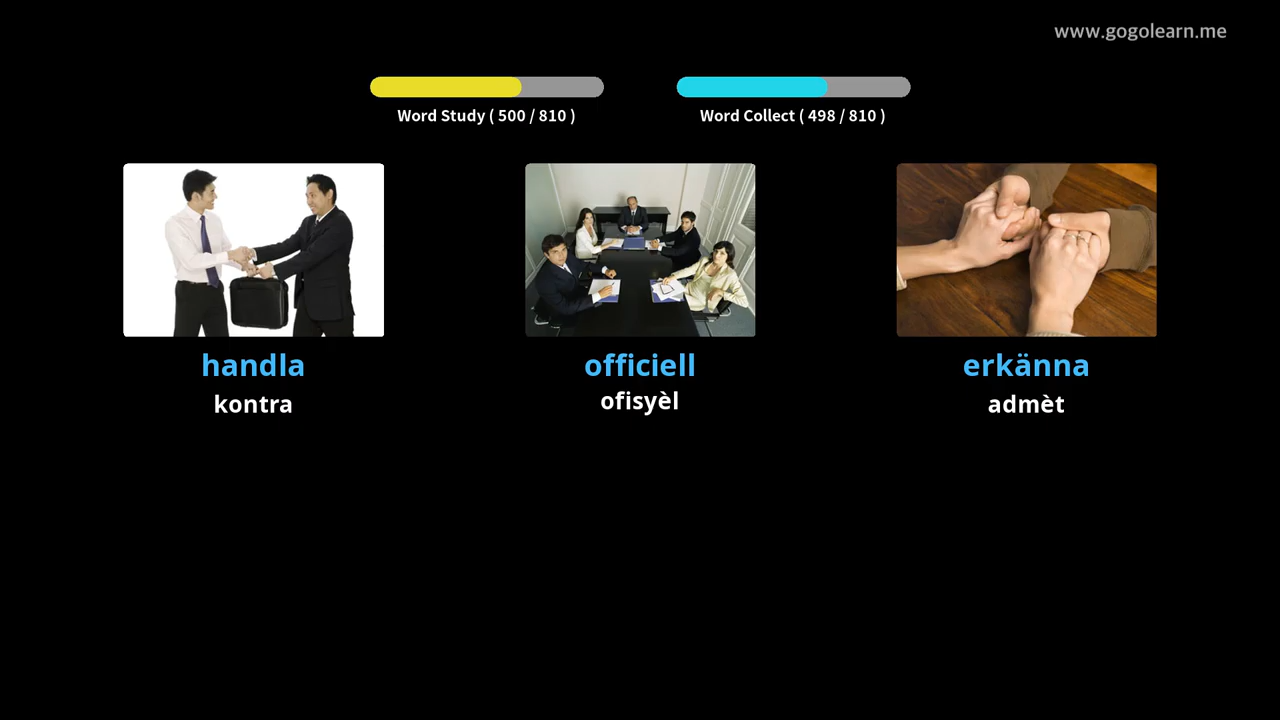 www.gogolearn.me
Word Study ( 500 / 810 )
Word Collect ( 498 / 810 )
handla
kontra
officiell
ofisyèl
erkänna
admèt